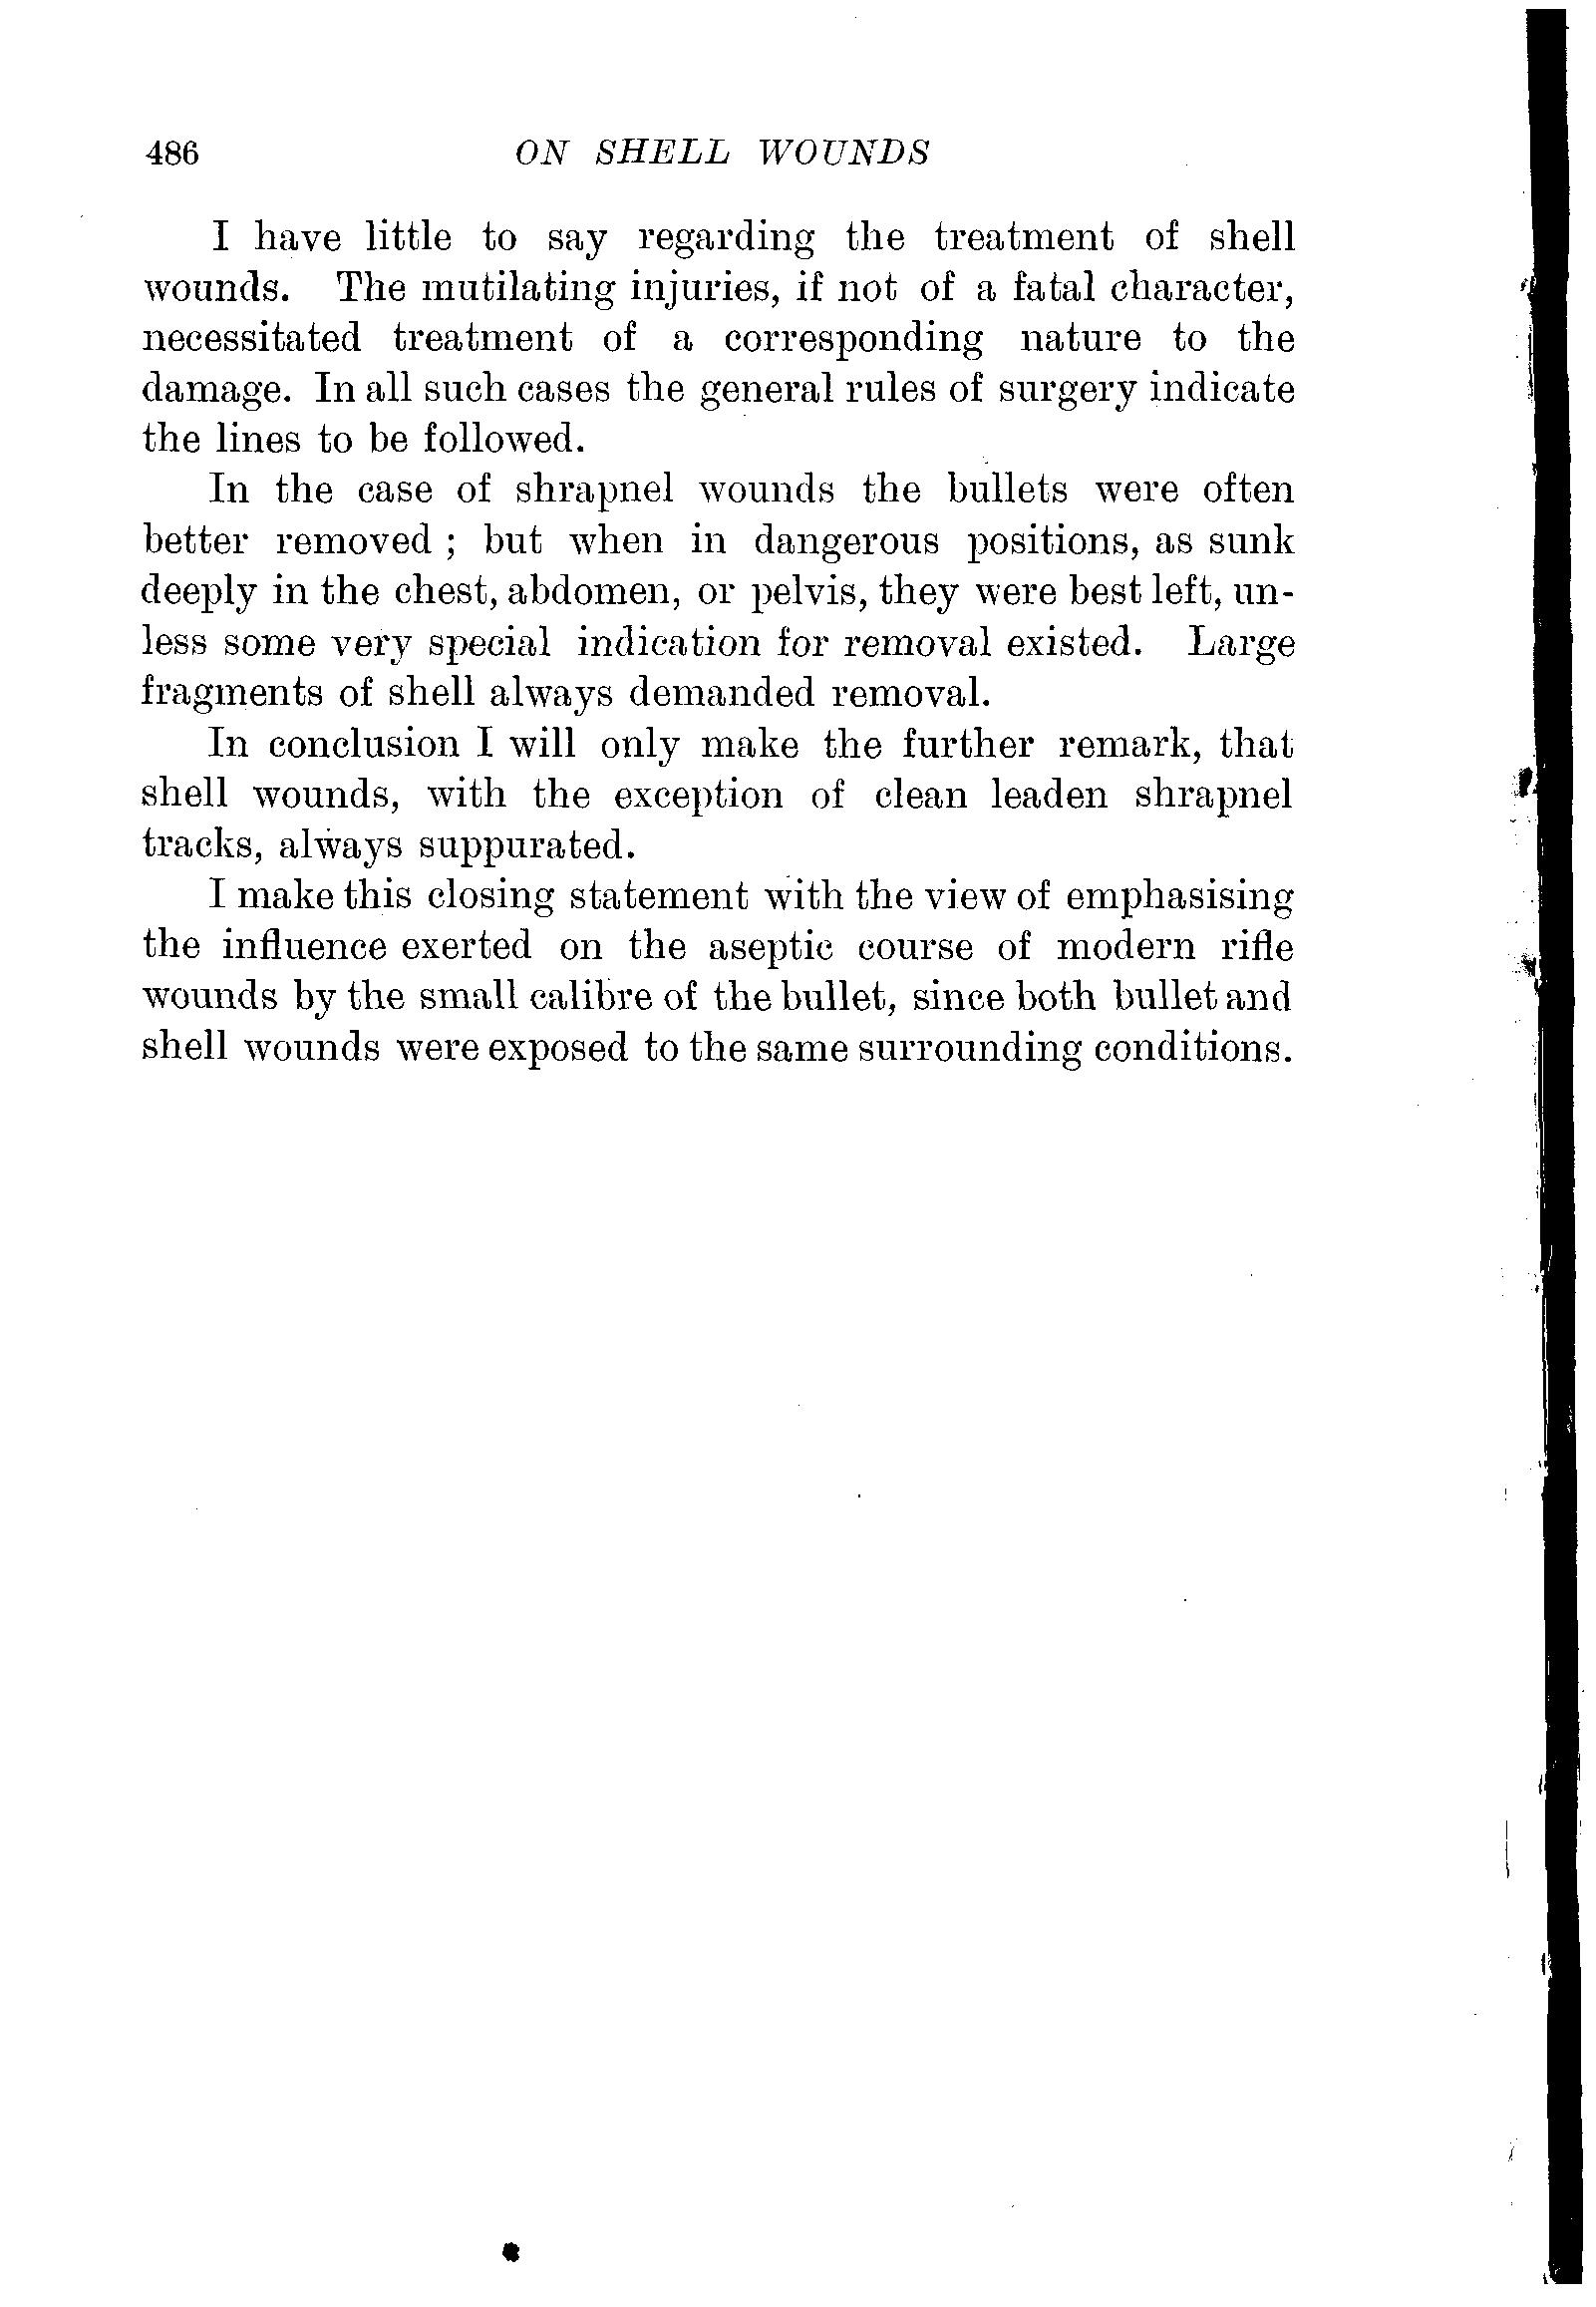 486 ON SHELL WOUNDS
I have little to say regarding the treatment of shell
wounds. The mutilating injuries, if not of a fatal character,
necessitated treatment of a corresponding nature to the
damage. In all such cases the general rules of surgery indicate
the lines to be followed.
In the case of shrapnel wounds the bullets were often
better removed ; but when in dangerous positions, as sunk
deeply in the chest, abdomen, or pelvis, they were best left, un-
less some very special indication for removal existed. Large
fragments of shell always demanded removal.
In conclusion I will only make the further remark, that
shell wounds, with the exception of clean leaden shrapnel
tracks, always suppurated.
I make this closing statement with the view of emphasising
the influence exerted on the aseptic course of modern rifle
wounds by the small calibre of the bullet, since both bullet and
shell wounds were exposed to the same surrounding conditions.